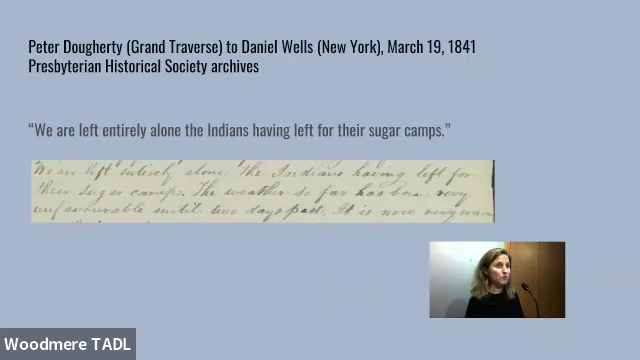 Peter Dougherty (Grand Traverse) to Daniel Wells (New York), March 19, 1841
Presbyterian Historical Society archives
“We are left entirely alone the Indians having left for their sugar camps.”
We are left entirely alone the Indians having left for
their sugar camps. The weather so far has been very
unfavourable until two days past. It is now very warm
Woodmere TADL